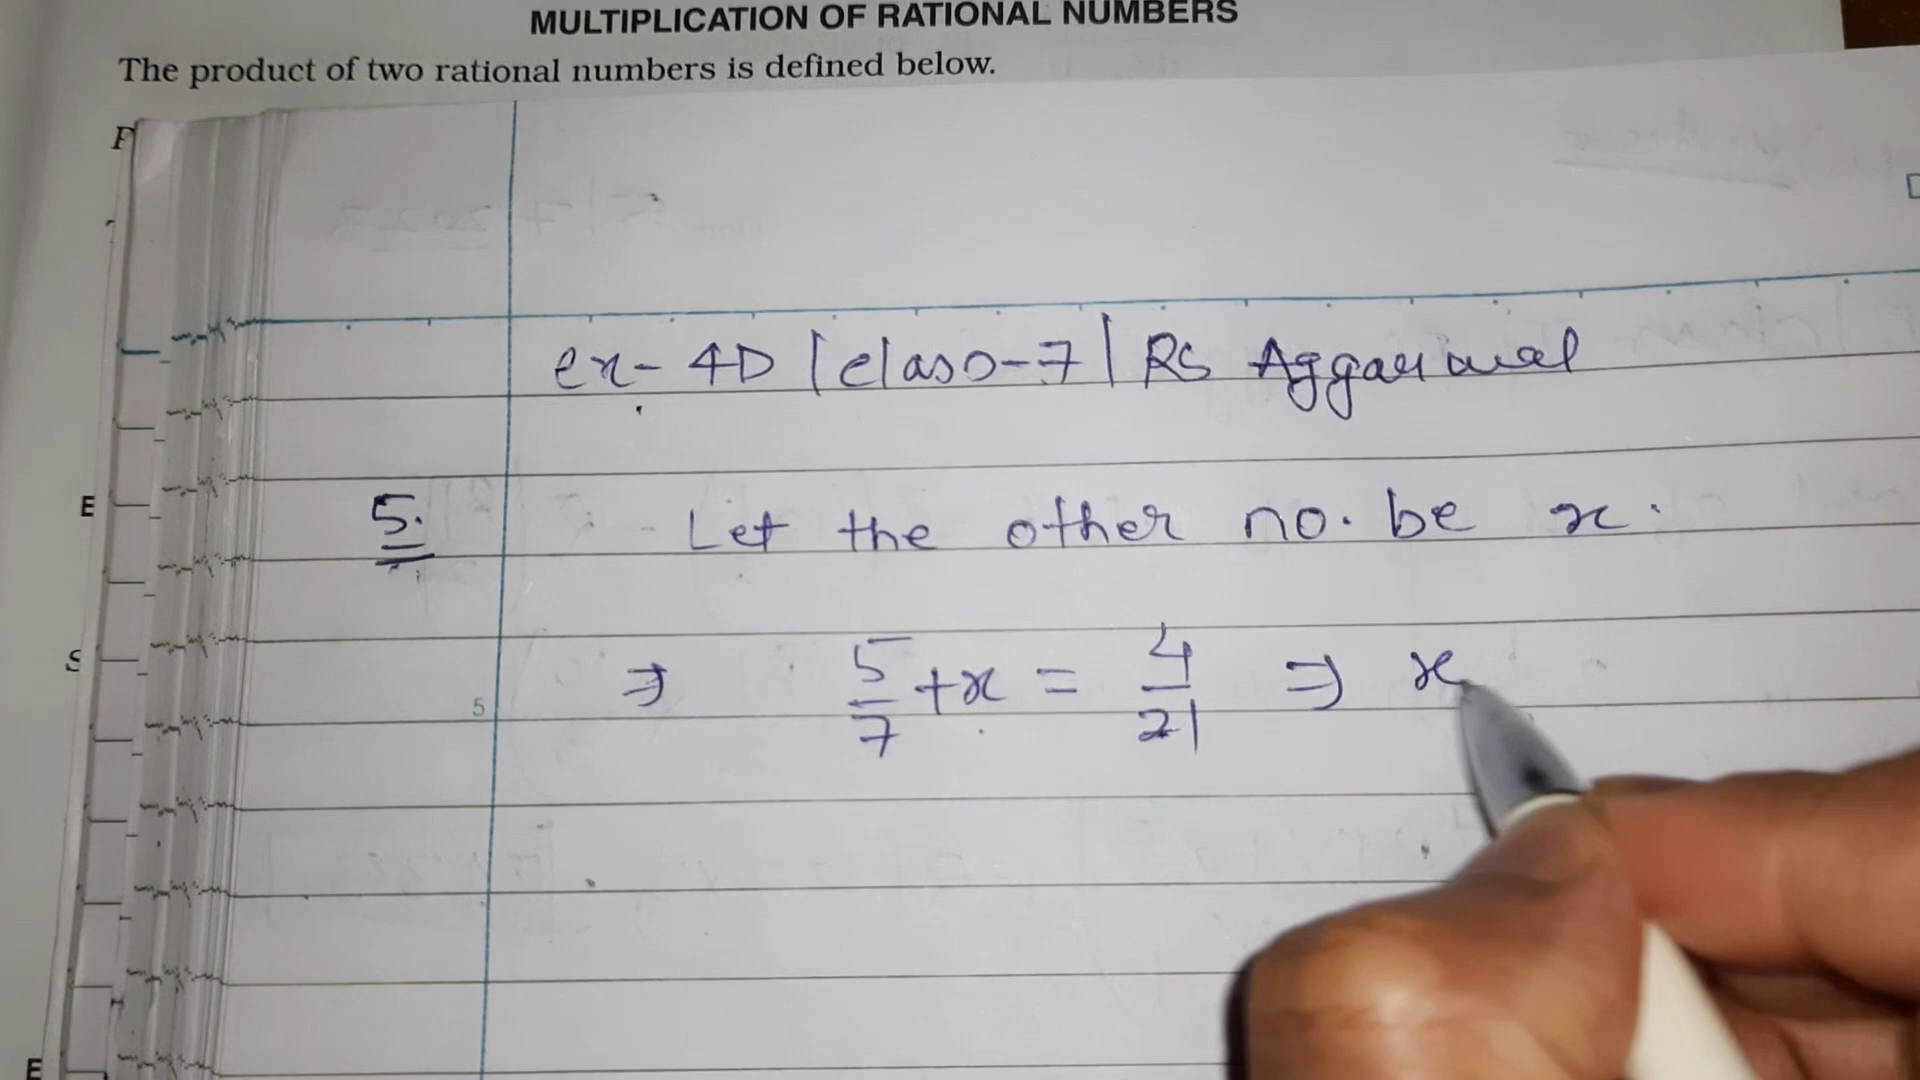 MULTIPLICATION OF RATIONAL NUMBERS
The product of two rational numbers is defined below.
F
ex- 4D | class-7 | RS Aggarwal
5. Let the other no. be x.
⇒ 5/7 + x = 4/21 ⇒ x
5
E
S
E